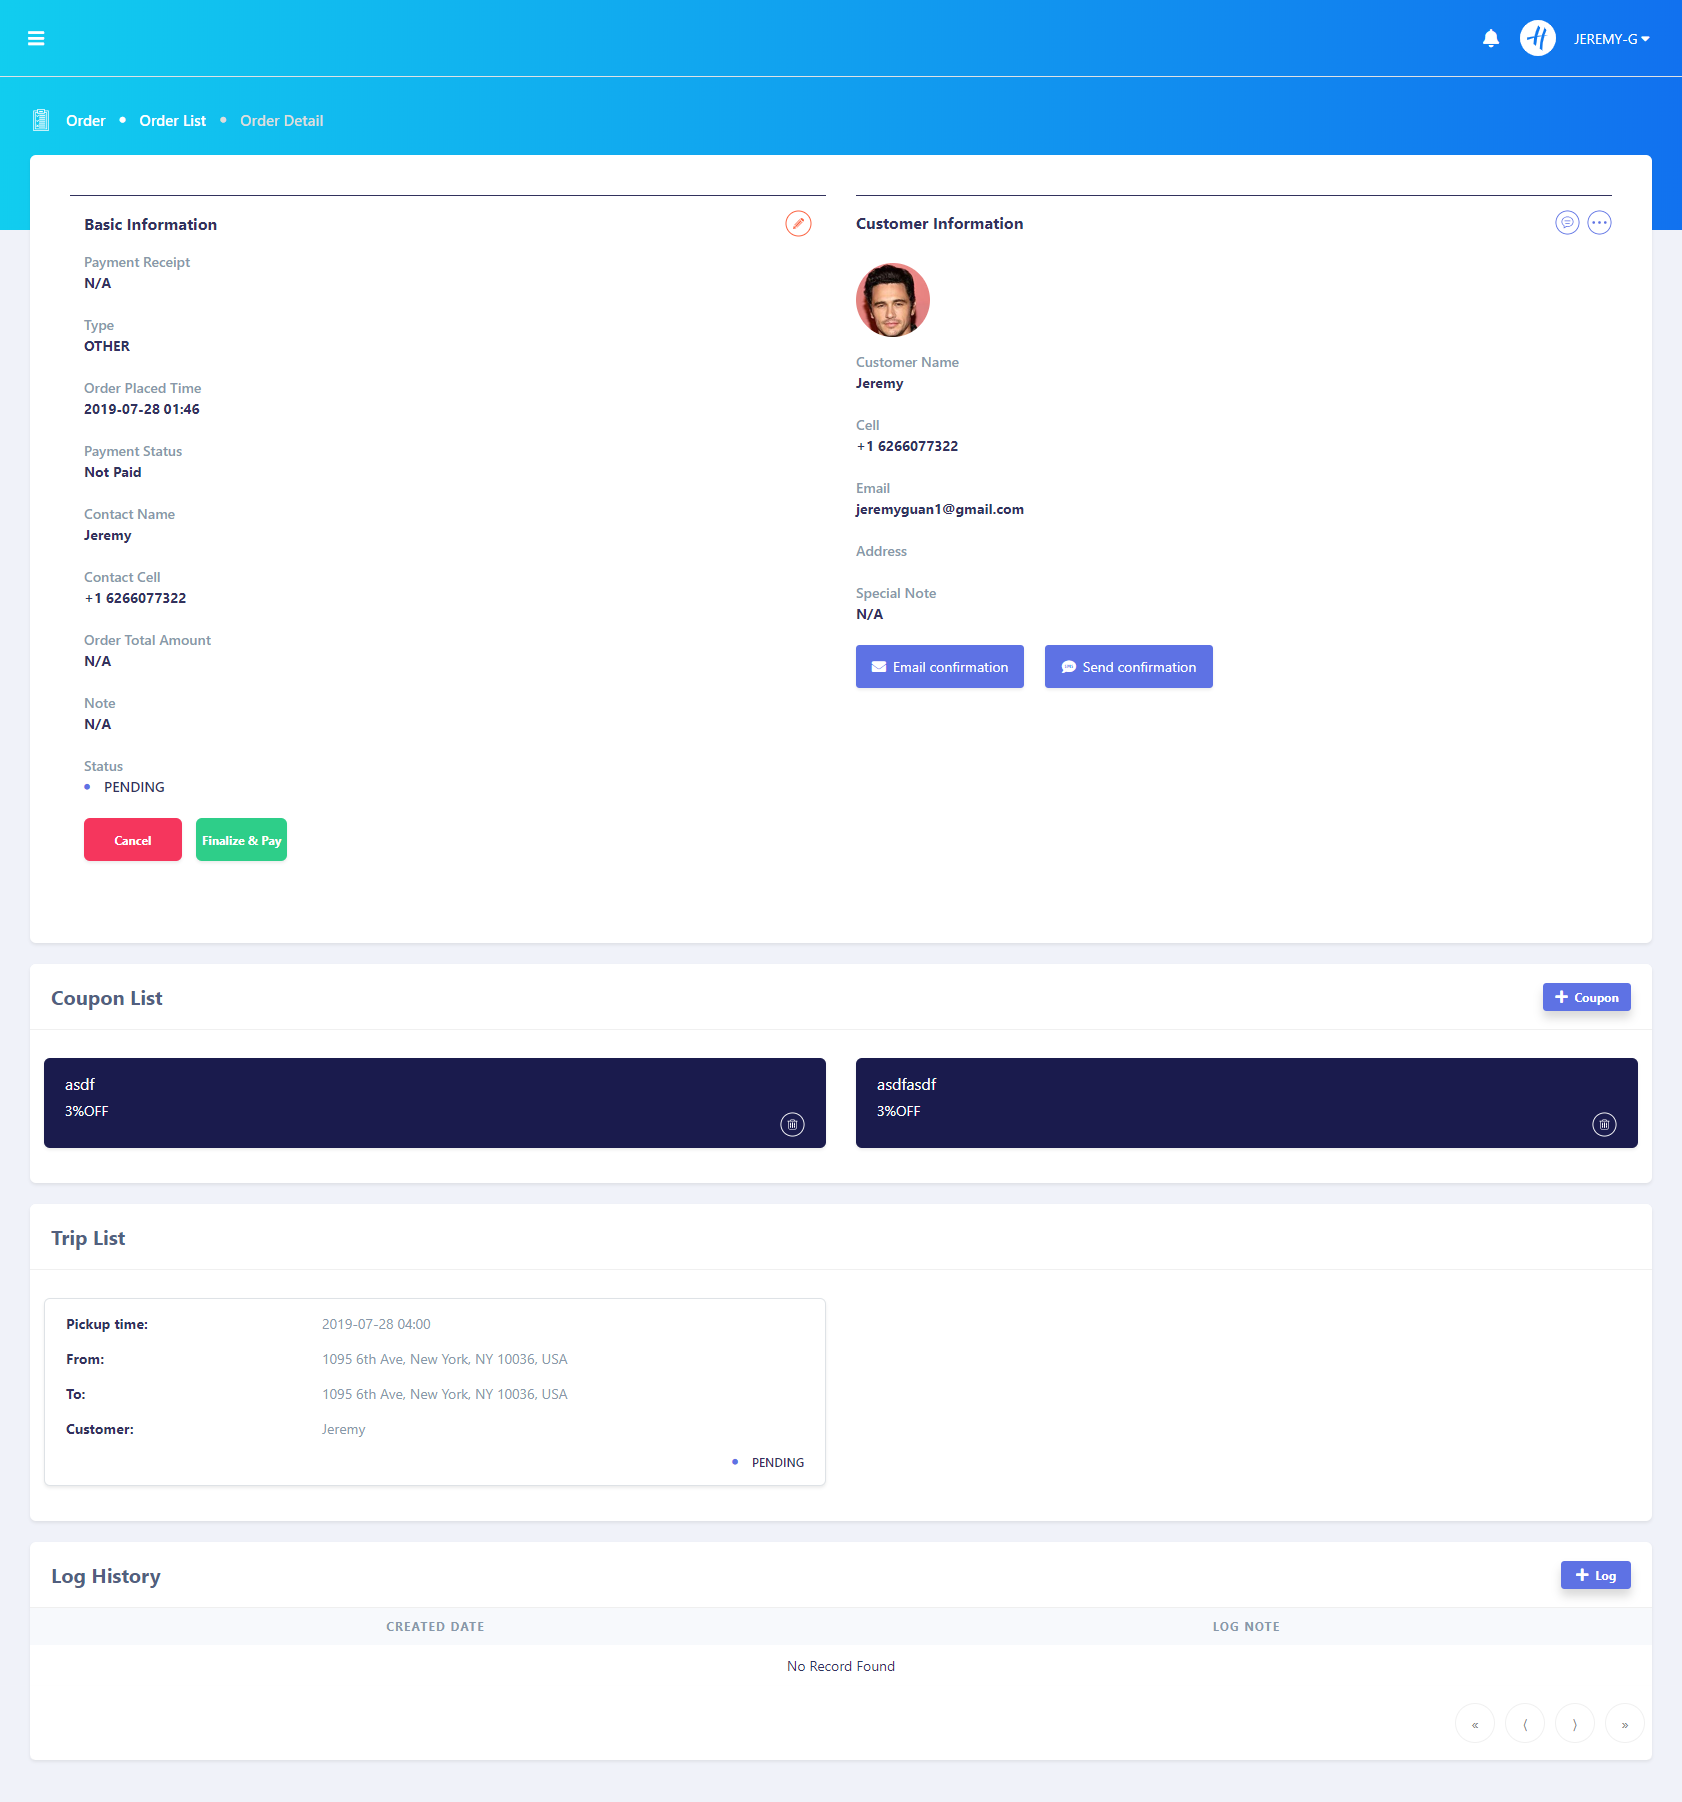 JEREMY-G
Order • Order List • Order Detail
Basic Information
Payment Receipt
N/A
Type
OTHER
Order Placed Time
2019-07-28 01:46
Payment Status
Not Paid
Contact Name
Jeremy
Contact Cell
+1 6266077322
Order Total Amount
N/A
Note
N/A
Status
• PENDING
Cancel
Finalize & Pay
Customer Information
Customer Name
Jeremy
Cell
+1 6266077322
Email
jeremyguan1@gmail.com
Address
Special Note
N/A
Email confirmation
Send confirmation
Coupon List
+ Coupon
asdf
3%OFF
asdfasdf
3%OFF
Trip List
Pickup time: 2019-07-28 04:00
From: 1095 6th Ave, New York, NY 10036, USA
To: 1095 6th Ave, New York, NY 10036, USA
Customer: Jeremy
• PENDING
Log History
+ Log
CREATED DATE LOG NOTE
No Record Found
« ⟨ ⟩ »